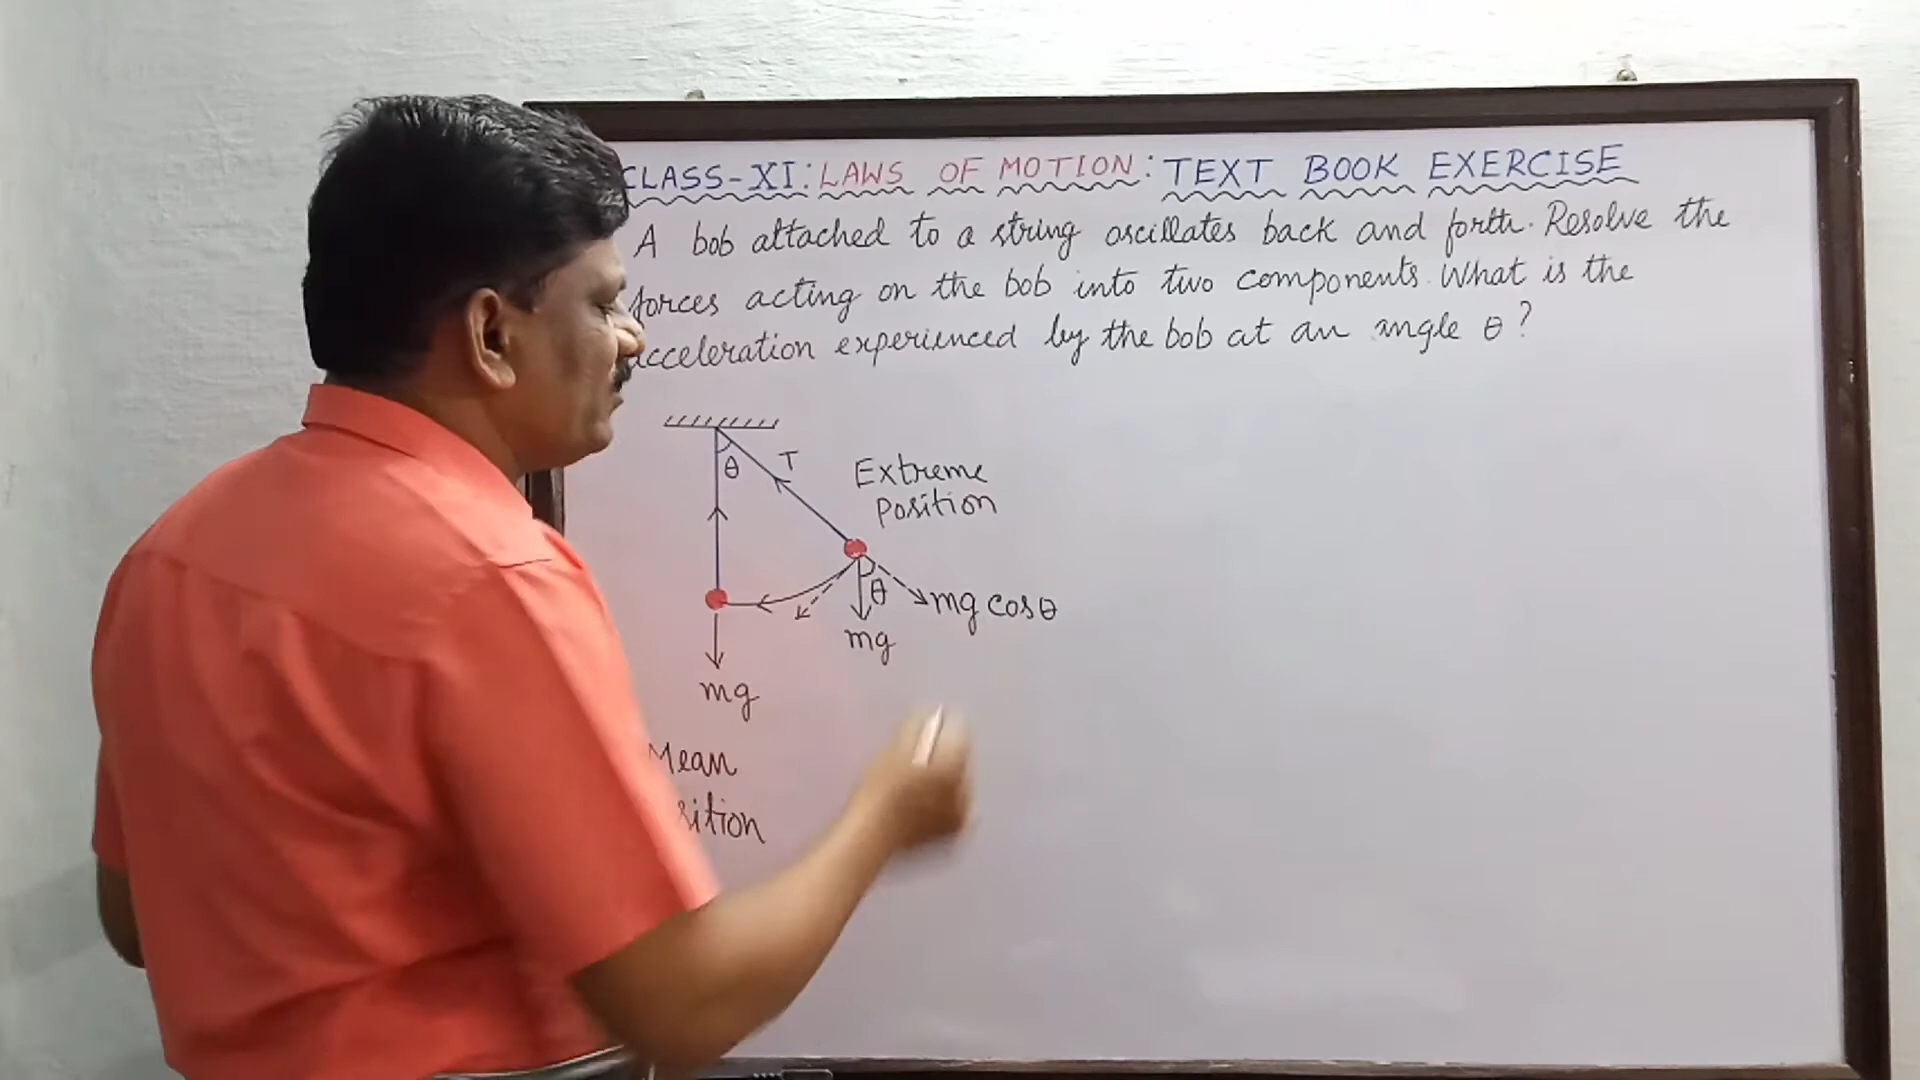 CLASS-XI: LAWS OF MOTION: TEXT BOOK EXERCISE
A bob attached to a string oscillates back and forth. Resolve the
forces acting on the bob into two components. What is the
acceleration experienced by the bob at an angle θ?
θ
T
Extreme
Position
θ
mg cosθ
mg
mg
Mean